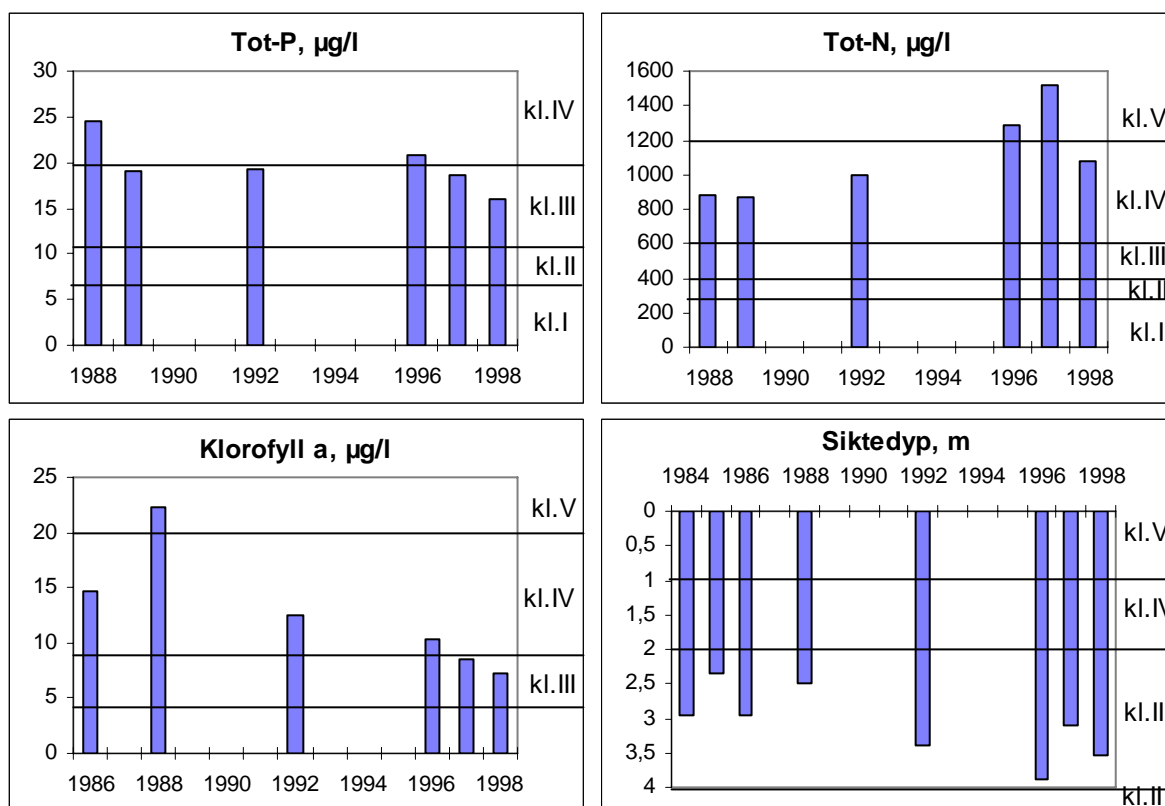 Tot-P, µg/l
30
25
20
15
10
5
0
kl.IV
kl.III
kl.II
kl.I
1988 1990 1992 1994 1996 1998
Tot-N, µg/l
1600
1400
1200
1000
800
600
400
200
0
kl.V
kl.IV
kl.III
kl.II
kl.I
1988 1990 1992 1994 1996 1998
Klorofyll a, µg/l
25
20
15
10
5
0
kl.V
kl.IV
kl.III
1986 1988 1990 1992 1994 1996 1998
Siktedyp, m
1984 1986 1988 1990 1992 1994 1996 1998
0
0,5
1
1,5
2
2,5
3
3,5
4
kl.V
kl.IV
kl.II
kl.II